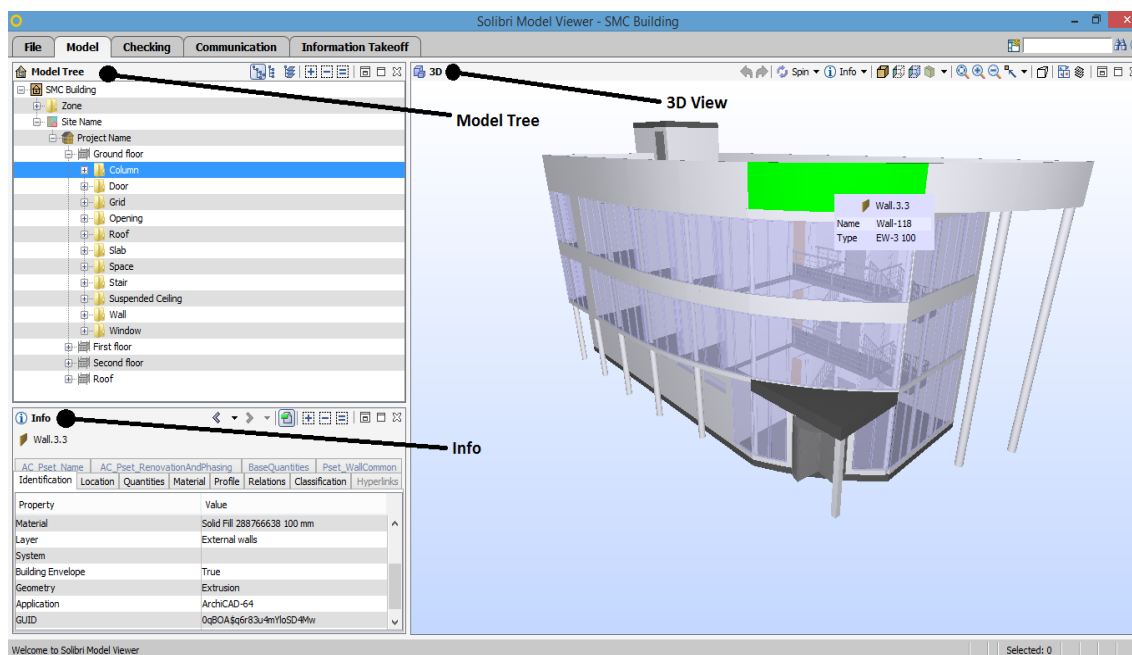 Solibri Model Viewer - SMC Building
File Model Checking Communication Information Takeoff
Model Tree
SMC Building
Zone
Site Name
Project Name
Ground floor
Column
Door
Grid
Opening
Roof
Slab
Space
Stair
Suspended Ceiling
Wall
Window
First floor
Second floor
Roof
3D Spin Info
3D View
Model Tree
Wall.3.3
Name Wall-118
Type EW-3 100
Info
Info
Wall.3.3
AC_Pset_Name AC_Pset_RenovationAndPhasing BaseQuantities Pset_WallCommon
Identification Location Quantities Material Profile Relations Classification Hyperlinks
Property Value
Material Solid Fill 288766638 100 mm
Layer External walls
System
Building Envelope True
Geometry Extrusion
Application ArchiCAD-64
GUID 0qBOA$q6r83u4mYloSD4Mw
Welcome to Solibri Model Viewer Selected: 0